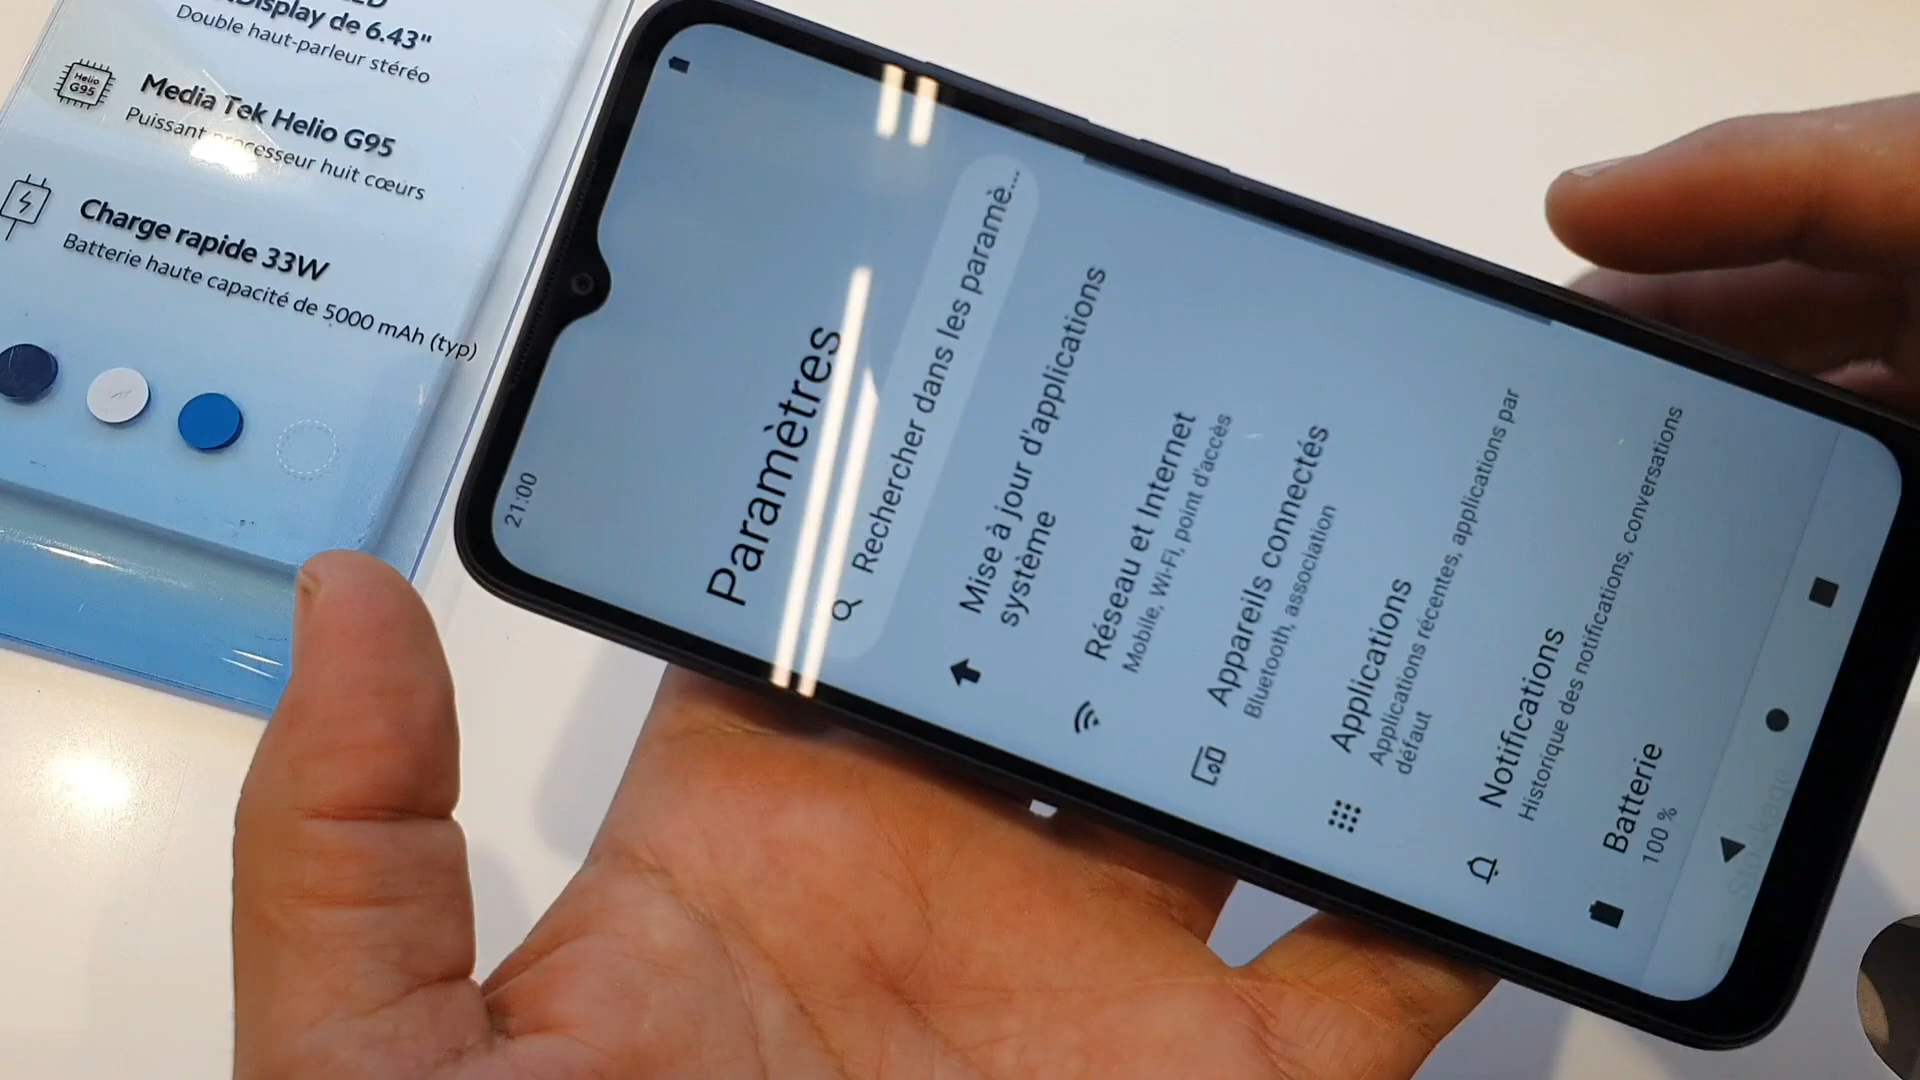 Display de 6.43"
Double haut-parleur stéréo
Helio
G95
Media Tek Helio G95
Puissant processeur huit cœurs
Charge rapide 33W
Batterie haute capacité de 5000 mAh (typ)
21:00
Paramètres
Rechercher dans les paramè...
Mise à jour d'applications
système
Réseau et Internet
Mobile, Wi-Fi, point d'accès
Appareils connectés
Bluetooth, association
Applications
Applications récentes, applications par
défaut
Notifications
Historique des notifications, conversations
Batterie
100 %
Stockage